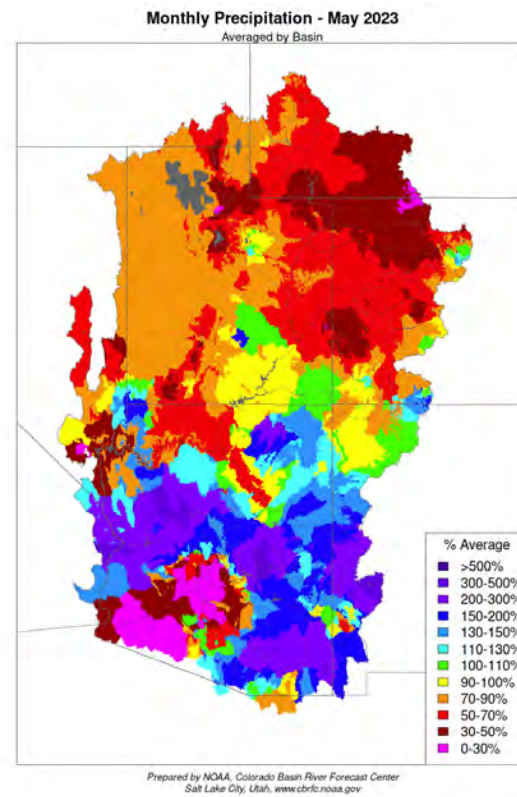 Monthly Precipitation - May 2023
Averaged by Basin
% Average
>500%
300-500%
200-300%
150-200%
130-150%
110-130%
100-110%
90-100%
70-90%
50-70%
30-50%
0-30%
Prepared by NOAA, Colorado Basin River Forecast Center
Salt Lake City, Utah, www.cbrfc.noaa.gov